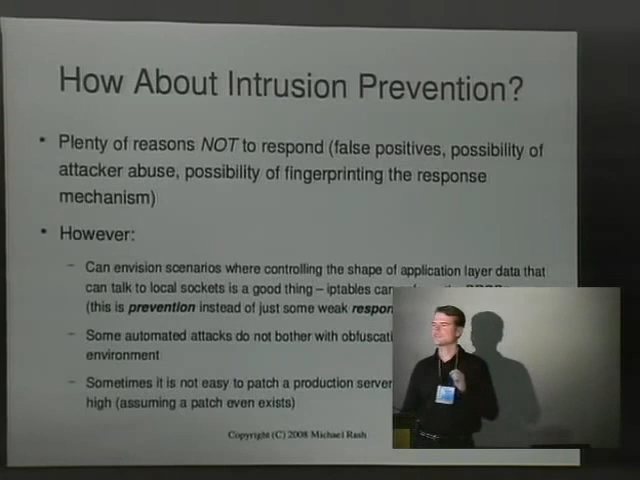 How About Intrusion Prevention?
• Plenty of reasons NOT to respond (false positives, possibility of
attacker abuse, possibility of fingerprinting the response
mechanism)
• However:
– Can envision scenarios where controlling the shape of application layer data that
can talk to local sockets is a good thing – iptables can
(this is prevention instead of just some weak
– Some automated attacks do not bother with
environment
– Sometimes it is not easy to patch a production server
high (assuming a patch even exists)
Copyright (C) 2008 Michael Rash